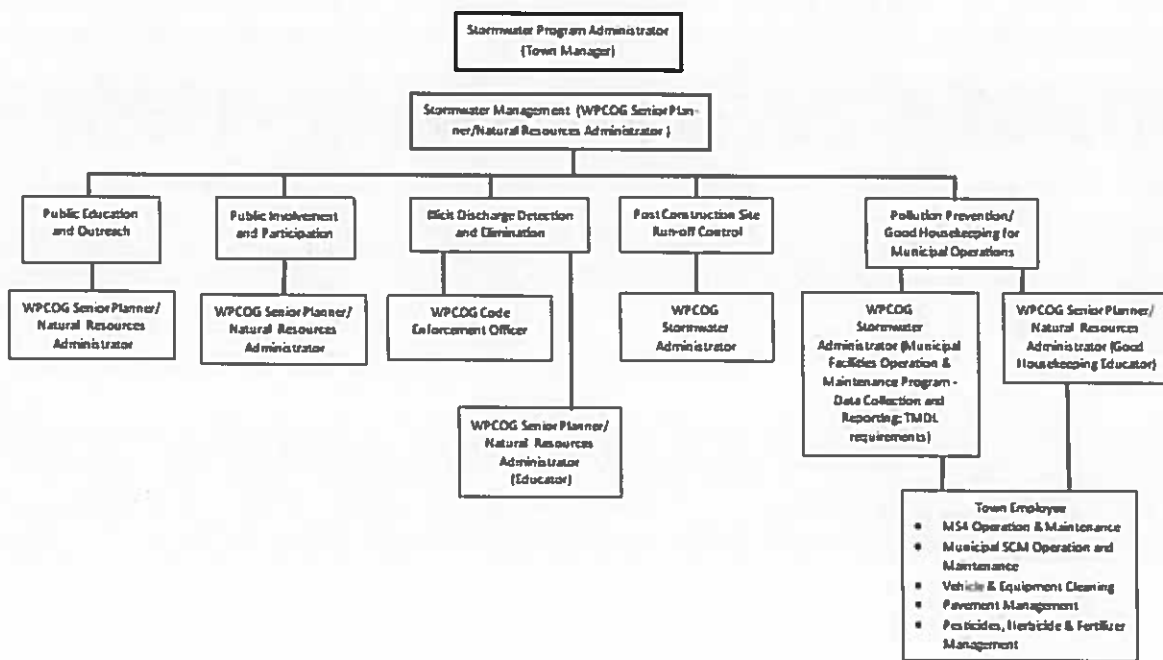 Stormwater Program Administrator
(Town Manager)
Stormwater Management (WPCOG Senior Plan-
ner/Natural Resources Administrator )
Public Education
and Outreach
Public Involvement
and Participation
Illicit Discharge Detection
and Elimination
Post Construction Site
Run-off Control
Pollution Prevention/
Good Housekeeping for
Municipal Operations
WPCOG Senior Planner/
Natural Resources
Administrator
WPCOG Senior Planner/
Natural Resources
Administrator
WPCOG Code
Enforcement Officer
WPCOG
Stormwater
Administrator
WPCOG
Stormwater
Administrator (Municipal
Facilities Operation &
Maintenance Program -
Data Collection and
Reporting; TMDL
requirements)
WPCOG Senior Planner/
Natural Resources
Administrator (Good
Housekeeping Educator)
WPCOG Senior Planner/
Natural Resources
Administrator
(Educator)
Town Employee
• MS4 Operation & Maintenance
• Municipal SCM Operation and
Maintenance
• Vehicle & Equipment Cleaning
• Pavement Management
• Pesticides, Herbicide & Fertilizer
Management